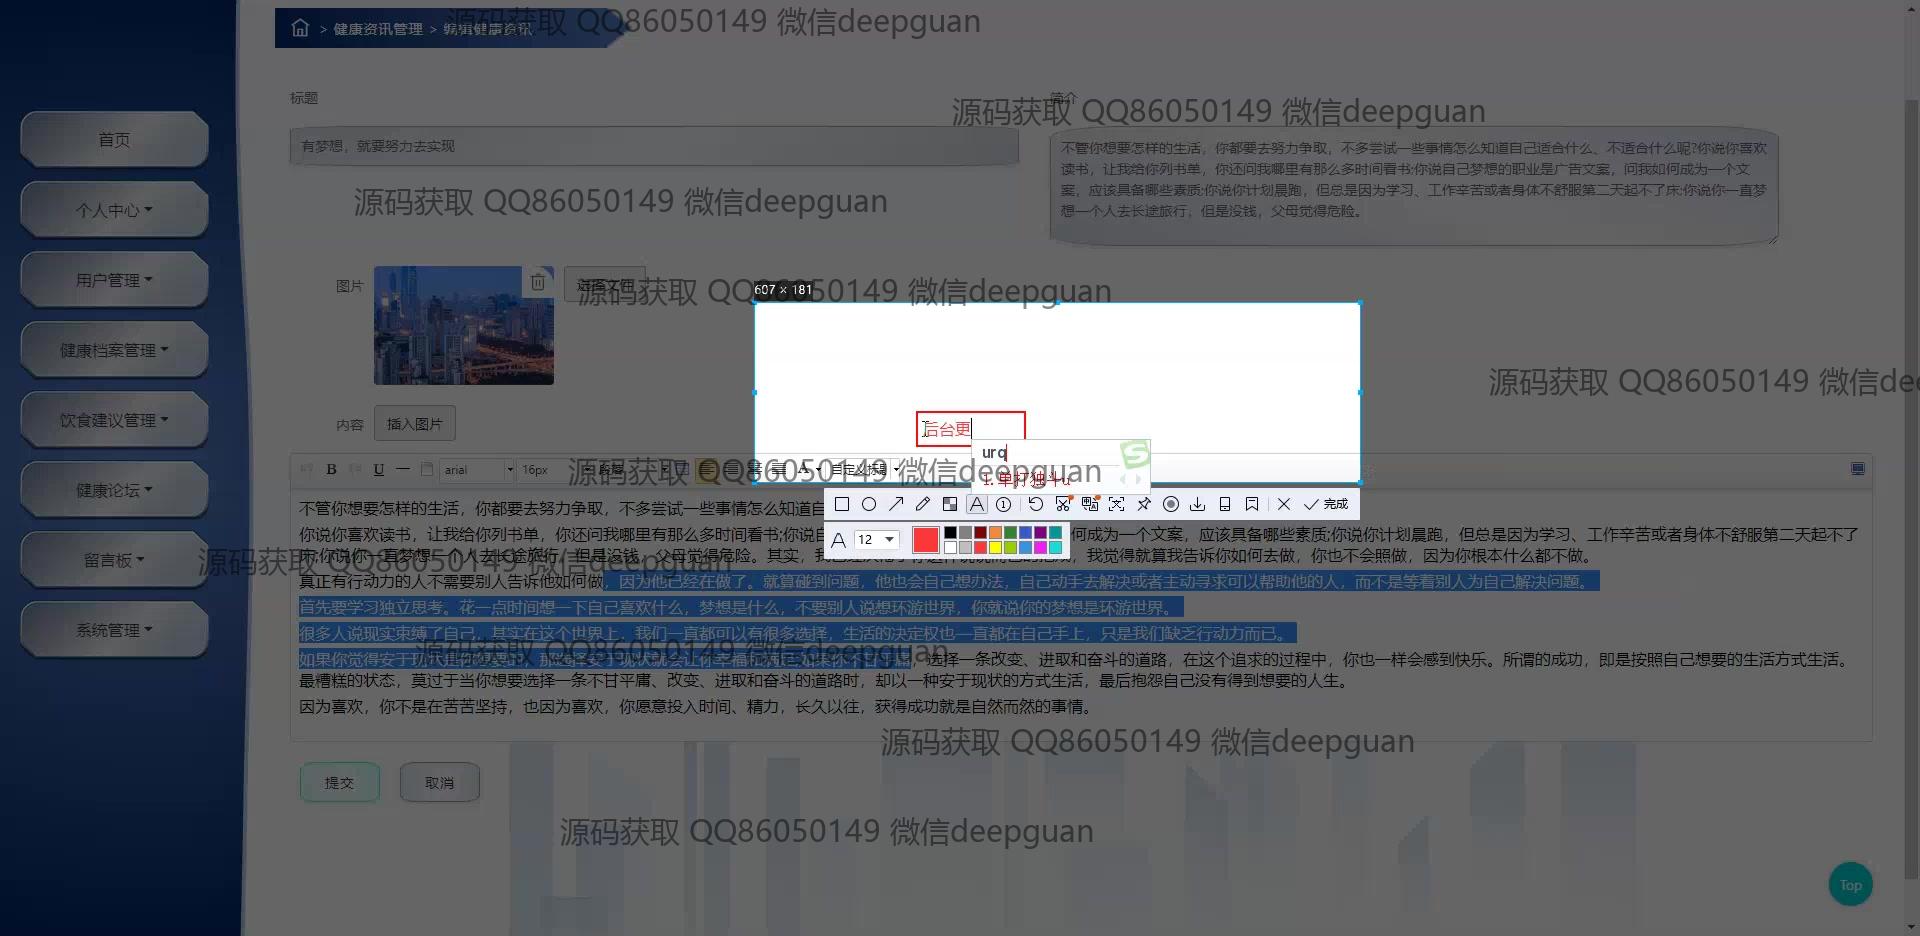 源码获取 QQ86050149 微信deepguan
> 健康资讯管理 > 编辑健康资讯
标题
简介
源码获取 QQ86050149 微信deepguan
有梦想，就要努力去实现
不管你想要怎样的生活，你都要去努力争取，不多尝试一些事情怎么知道自己适合什么、不适合什么呢?你说你喜欢
读书，让我给你列书单，你还问我哪里有那么多时间看书;你说自己梦想的职业是广告文案，问我如何成为一个文
案，应该具备哪些素质;你说你计划晨跑，但总是因为学习、工作辛苦或者身体不舒服第二天起不了床;你说你一直梦
想一个人去长途旅行，但是没钱，父母觉得危险。
源码获取 QQ86050149 微信deepguan
首页
个人中心
用户管理
健康档案管理
饮食建议管理
健康论坛
留言板
系统管理
图片
选择文件
源码获取 QQ86050149 微信deepguan
607 × 181
源码获取 QQ86050149 微信deepguan
内容
插入图片
后台更
urq
1.单打独斗u
B
U
arial
16px
段落
自定义标题
源码获取 QQ86050149 微信deepguan
完成
12
不管你想要怎样的生活，你都要去努力争取，不多尝试一些事情怎么知道自
你说你喜欢读书，让我给你列书单，你还问我哪里有那么多时间看书;你说自
何成为一个文案，应该具备哪些素质;你说你计划晨跑，但总是因为学习、工作辛苦或者身体不舒服第二天起不了
床;你说你一直梦想一个人去长途旅行，但是没钱，父母觉得危险。其实，我
我觉得就算我告诉你如何去做，你也不会照做，因为你根本什么都不做。
源码获取 QQ86050149 微信deepguan
真正有行动力的人不需要别人告诉他如何做，因为他已经在做了。就算碰到问题，他也会自己想办法，自己动手去解决或者主动寻求可以帮助他的人，而不是等着别人为自己解决问题。
首先要学习独立思考。花一点时间想一下自己喜欢什么，梦想是什么，不要别人说想环游世界，你就说你的梦想是环游世界。
很多人说现实束缚了自己，其实在这个世界上，我们一直都可以有很多选择，生活的决定权也一直都在自己手上，只是我们缺乏行动力而已。
如果你觉得安于现状是你想要的，那选择安于现状就会让你幸福和满足;如果你不甘平庸，选择一条改变、进取和奋斗的道路，在这个追求的过程中，你也一样会感到快乐。所谓的成功，即是按照自己想要的生活方式生活。
源码获取 QQ86050149 微信deepguan
最糟糕的状态，莫过于当你想要选择一条不甘平庸、改变、进取和奋斗的道路时，却以一种安于现状的方式生活，最后抱怨自己没有得到想要的人生。
因为喜欢，你不是在苦苦坚持，也因为喜欢，你愿意投入时间、精力，长久以往，获得成功就是自然而然的事情。
源码获取 QQ86050149 微信deepguan
提交
取消
源码获取 QQ86050149 微信deepguan
Top